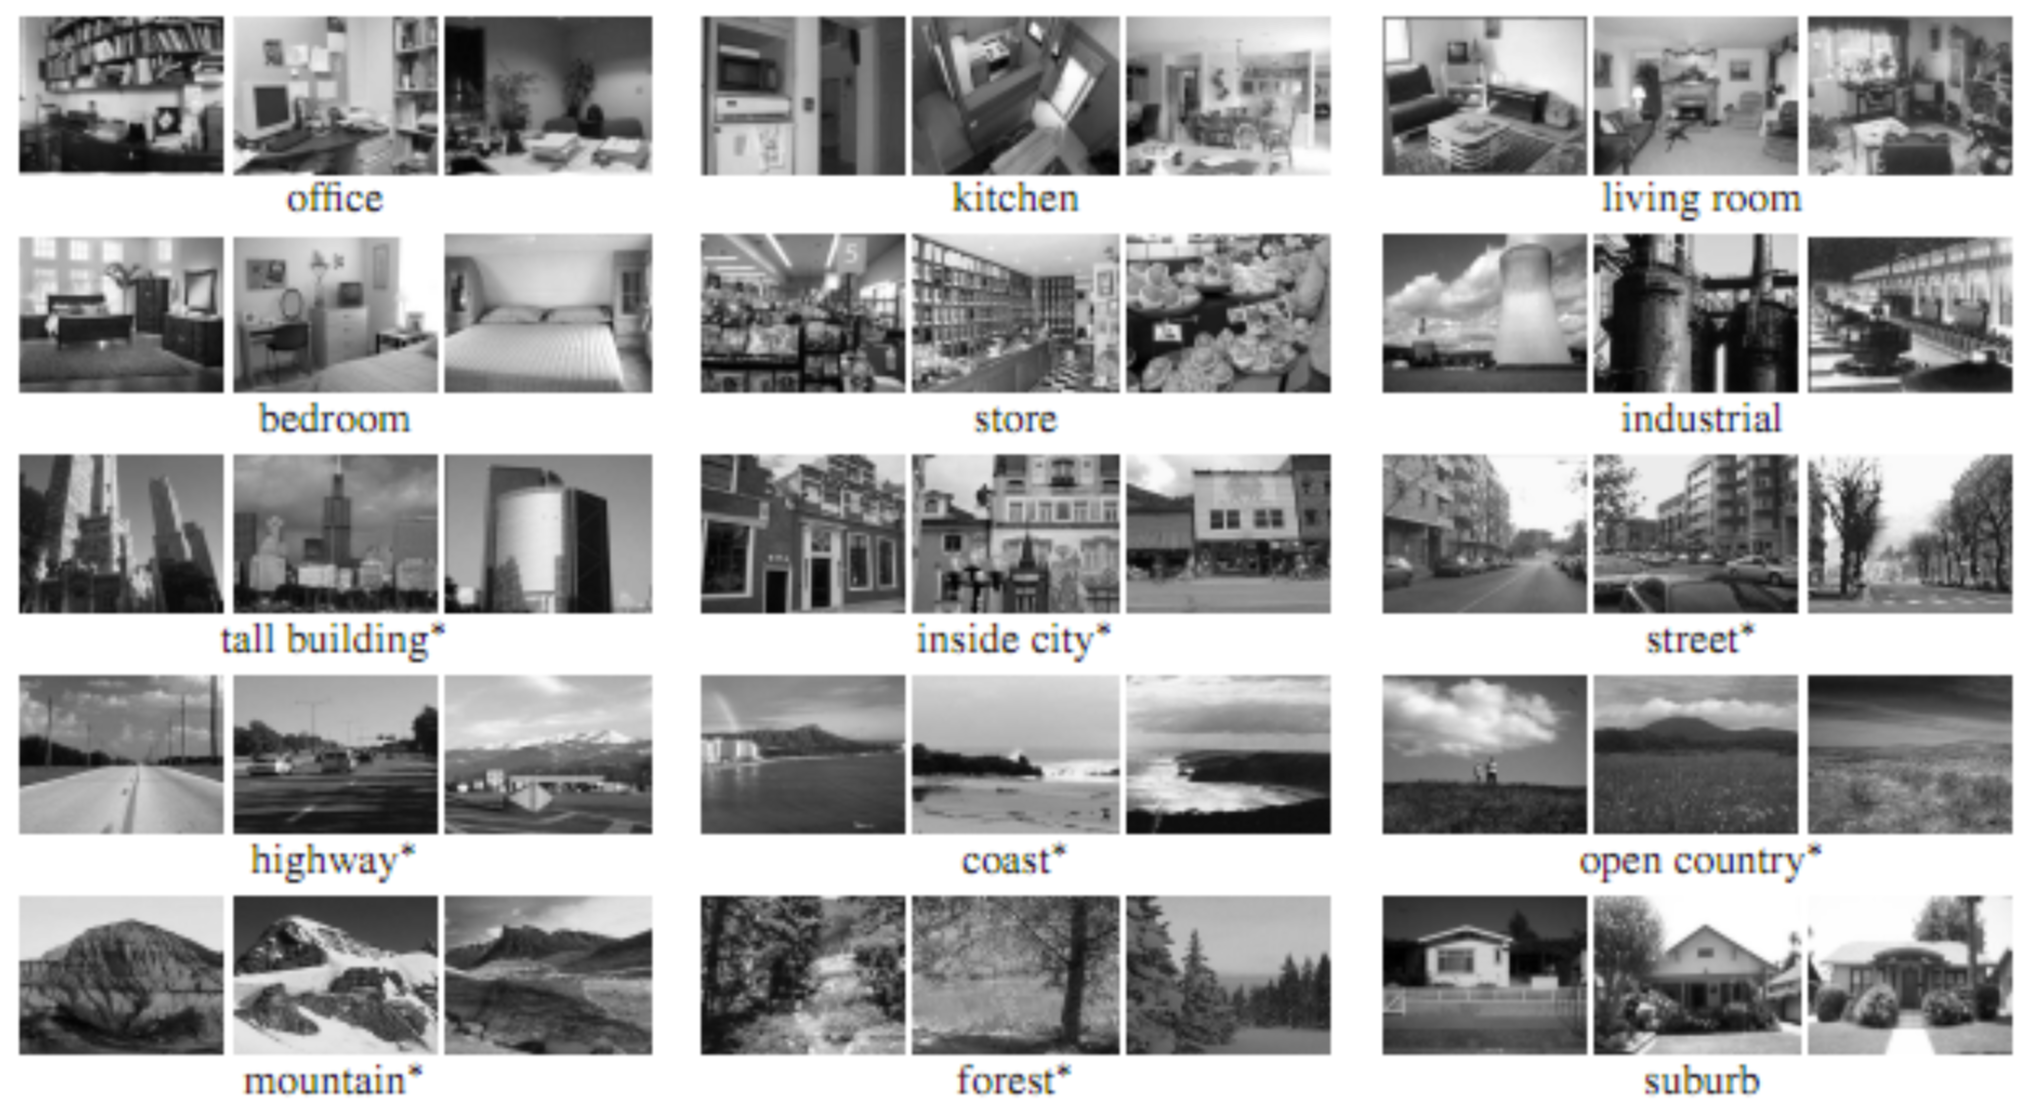 5
office
kitchen
living room
bedroom
store
industrial
tall building*
inside city*
street*
highway*
coast*
open country*
mountain*
forest*
suburb